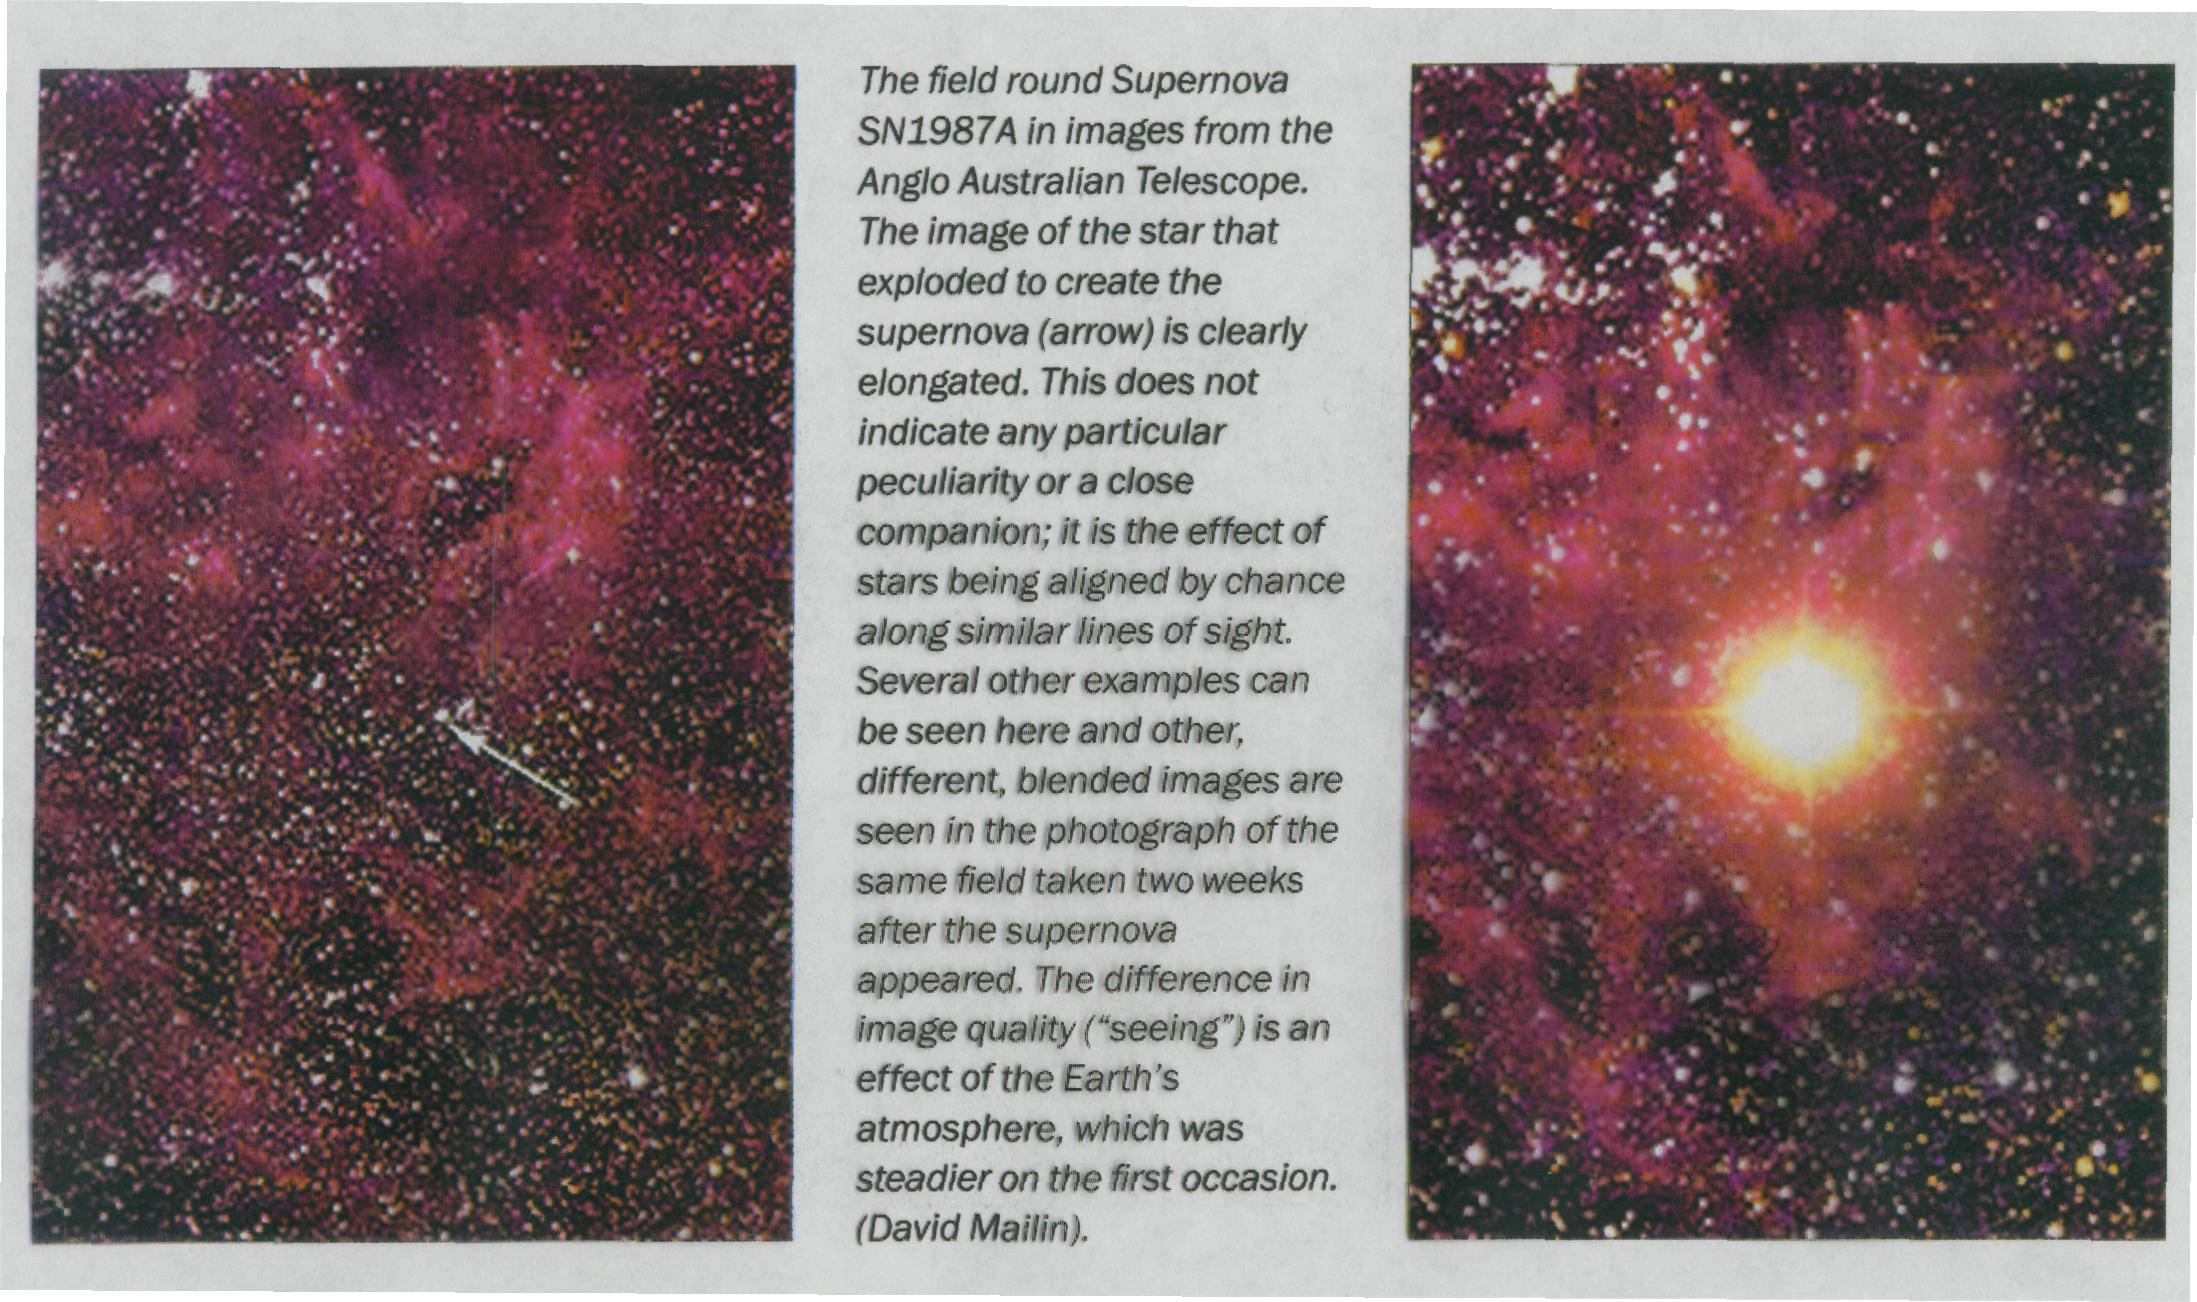 The field round Supernova
SN1987A in images from the
Anglo Australian Telescope.
The image of the star that
exploded to create the
supernova (arrow) is clearly
elongated. This does not
indicate any particular
peculiarity or a close
companion; it is the effect of
stars being aligned by chance
along similar lines of sight.
Several other examples can
be seen here and other,
different, blended images are
seen in the photograph of the
same field taken two weeks
after the supernova
appeared. The difference in
image quality (“seeing”) is an
effect of the Earth’s
atmosphere, which was
steadier on the first occasion.
(David Mailin).